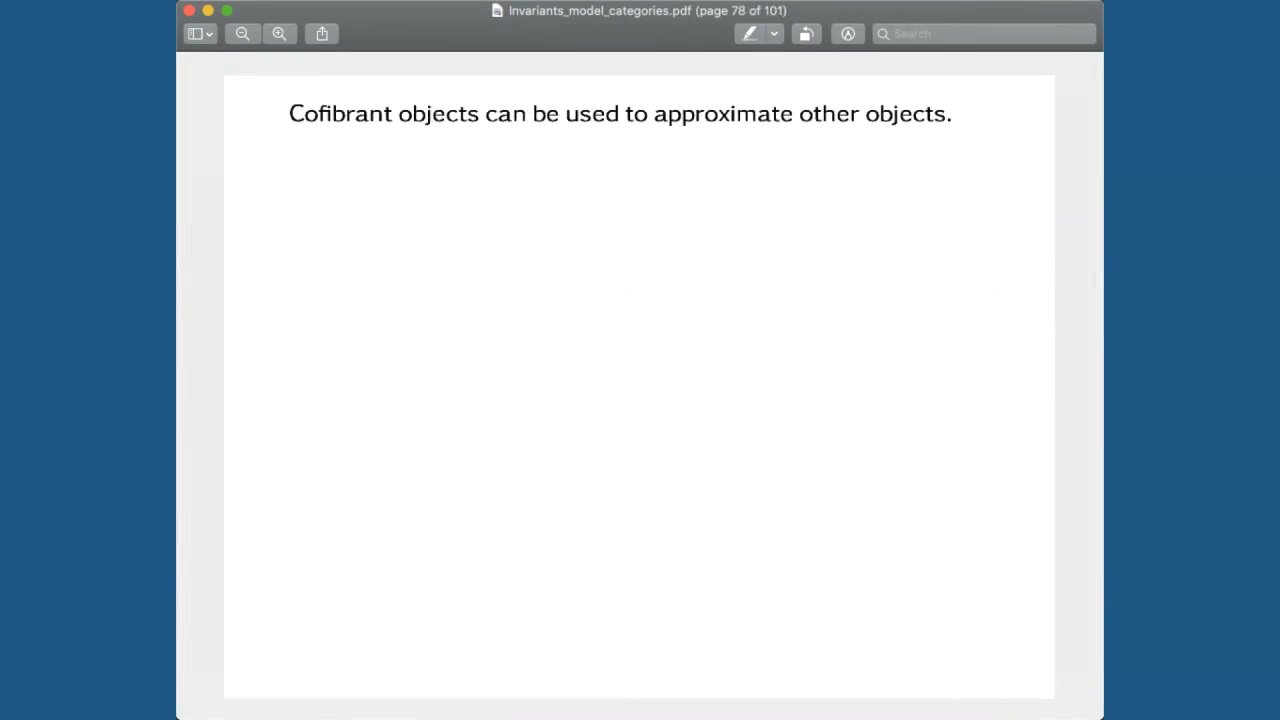 Invariants_model_categories.pdf (page 78 of 101)
Search
Cofibrant objects can be used to approximate other objects.